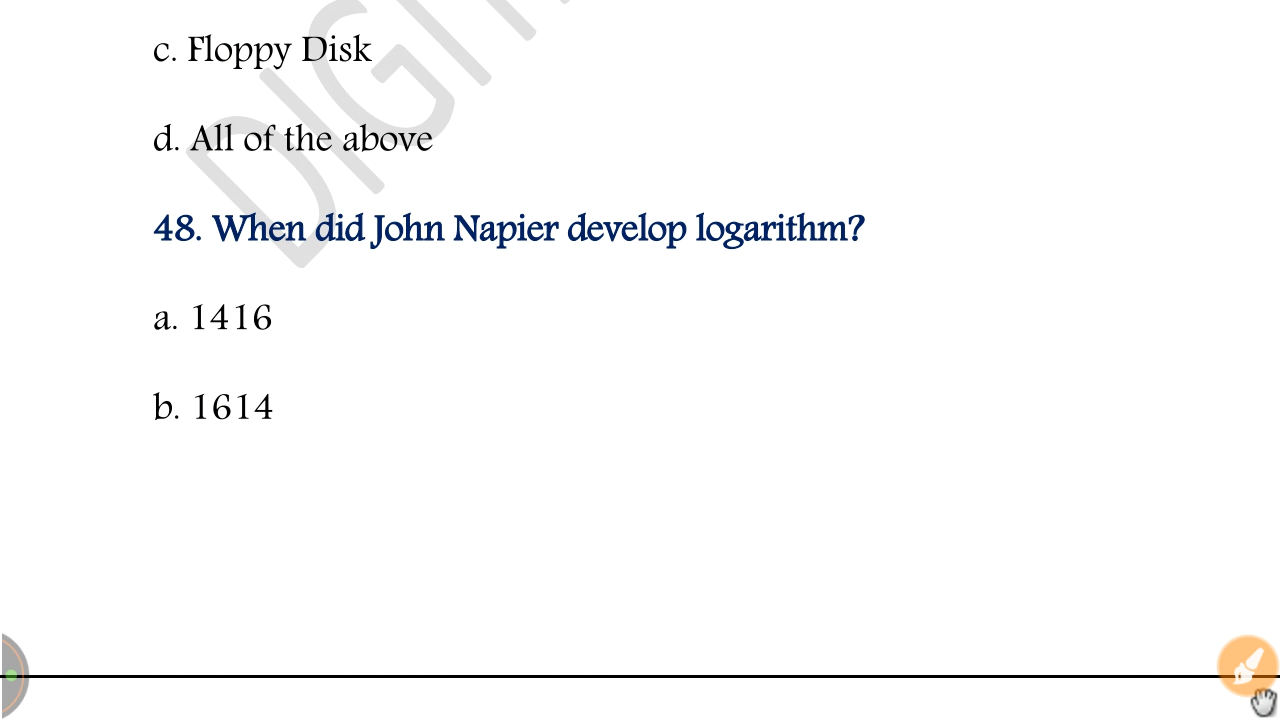 c. Floppy Disk
d. All of the above
48. When did John Napier develop logarithm?
a. 1416
b. 1614